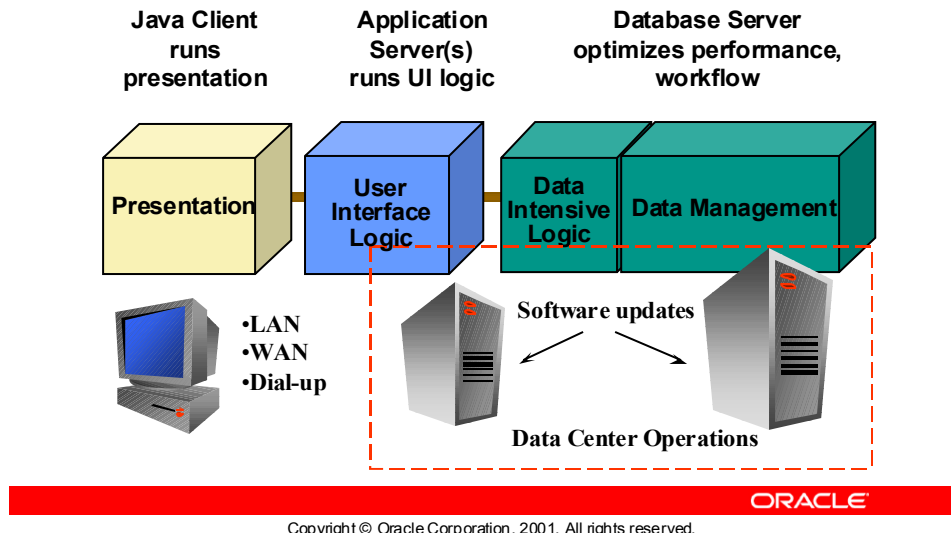 Java Client
runs
presentation
Application
Server(s)
runs UI logic
Database Server
optimizes performance,
workflow
Presentation
User
Interface
Logic
Data
Intensive
Logic
Data Management
•LAN
•WAN
•Dial-up
Software updates
Data Center Operations
ORACLE
Copyright © Oracle Corporation, 2001. All rights reserved.